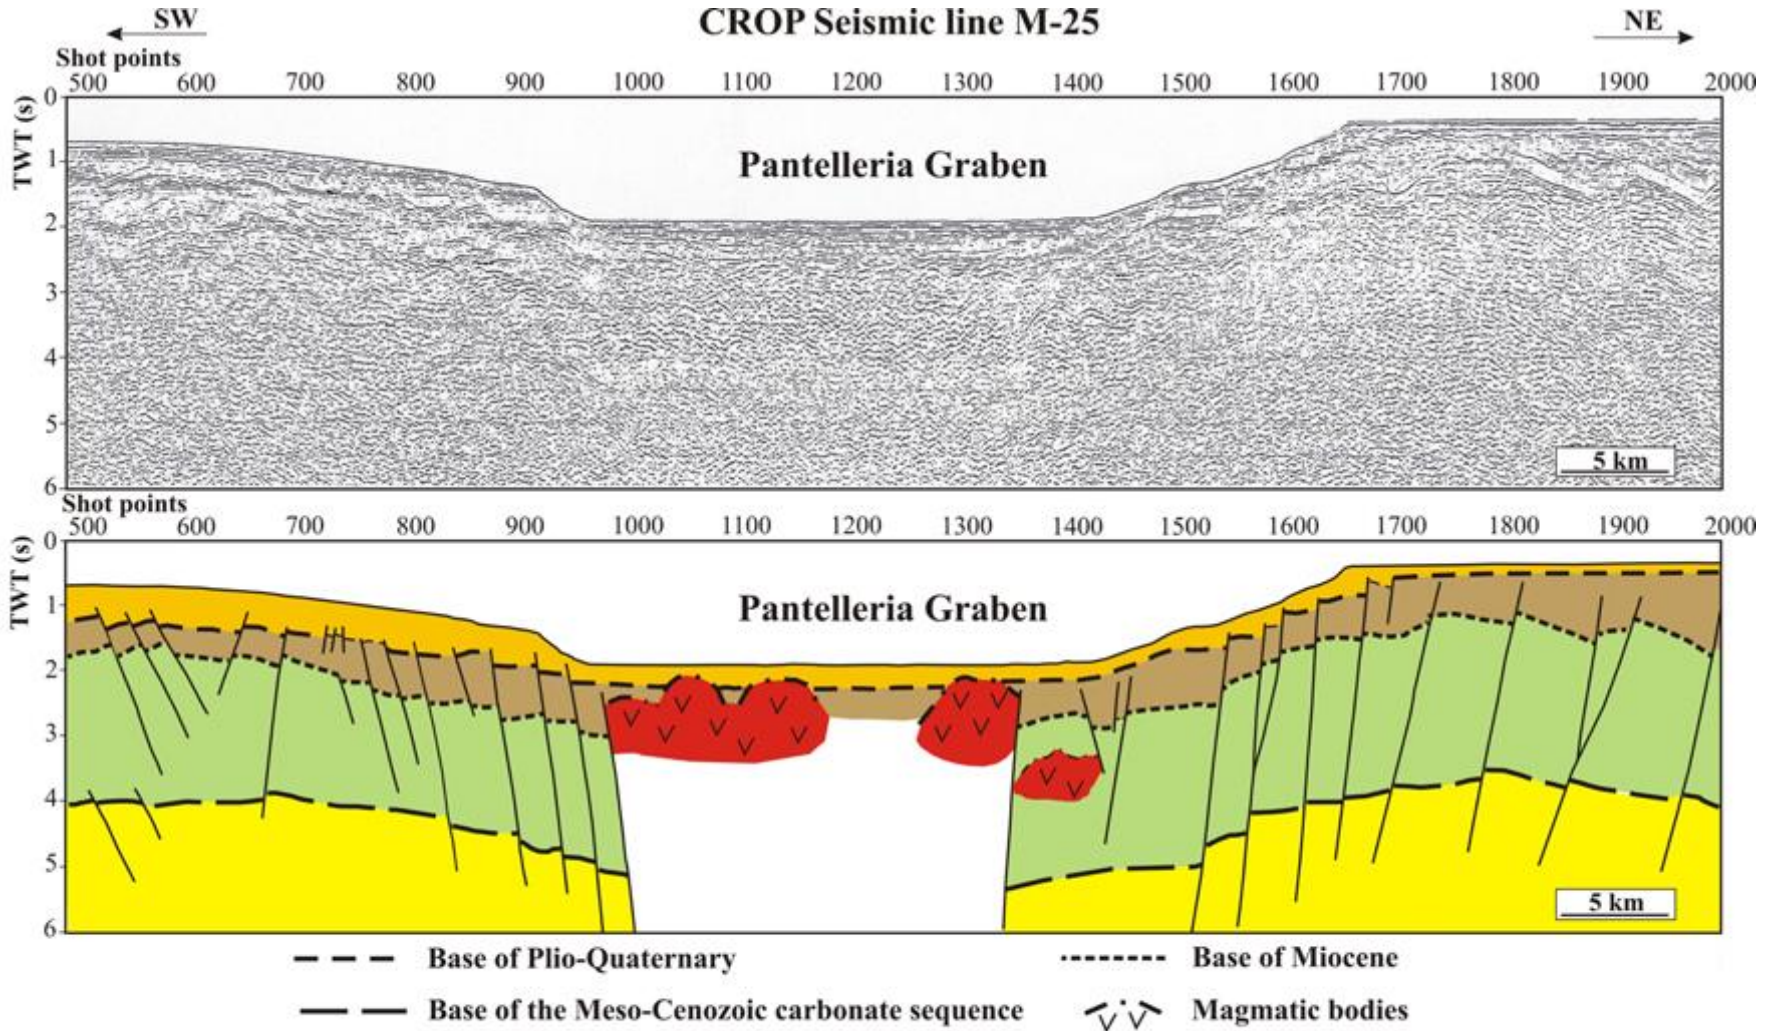 CROP Seismic line M-25
SW
NE
Shot points
500 600 700 800 900 1000 1100 1200 1300 1400 1500 1600 1700 1800 1900 2000
TWT (s)
0
1
2
3
4
5
6
Pantelleria Graben
5 km
Shot points
500 600 700 800 900 1000 1100 1200 1300 1400 1500 1600 1700 1800 1900 2000
TWT (s)
0
1
2
3
4
5
6
Pantelleria Graben
5 km
Base of Plio-Quaternary
Base of Miocene
Base of the Meso-Cenozoic carbonate sequence
Magmatic bodies